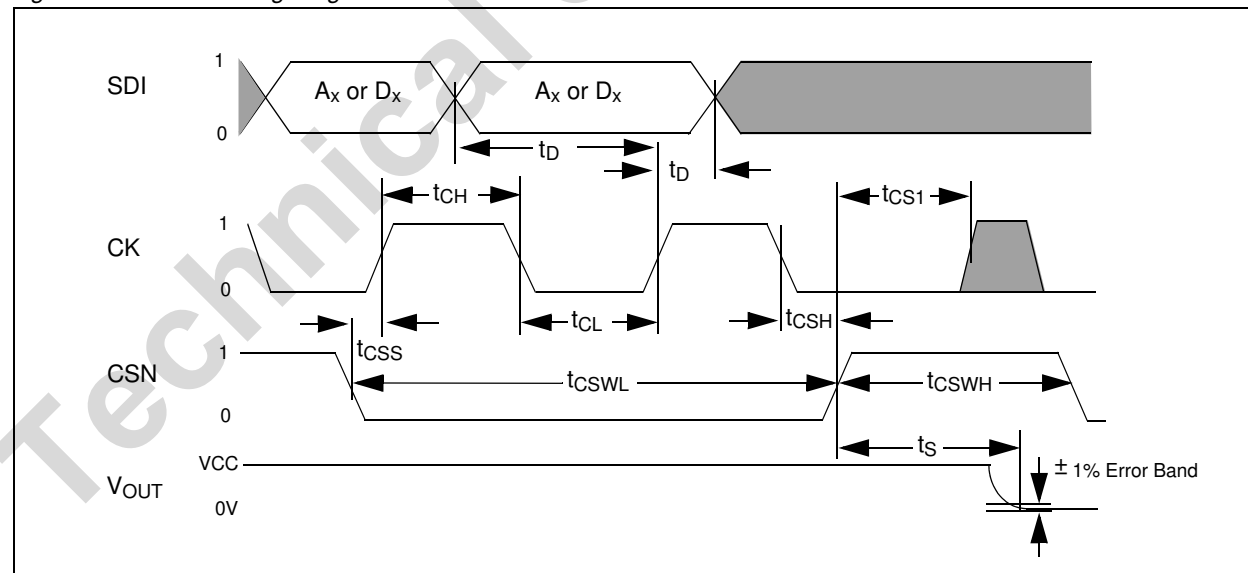 SDI
1
0
Ax or Dx
Ax or Dx
tD
tD
tCH
tCS1
CK
1
0
tCL
tCSH
tCSS
CSN
1
0
tCSWL
tCSWH
tS
VOUT
VCC
0V
± 1% Error Band
Technical